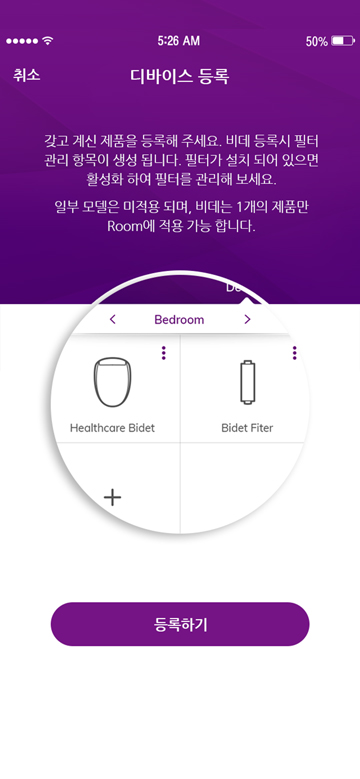 5:26 AM
50%
취소
디바이스 등록
갖고 계신 제품을 등록해 주세요. 비데 등록시 필터
관리 항목이 생성 됩니다. 필터가 설치 되어 있으면
활성화 하여 필터를 관리해 보세요.
일부 모델은 미적용 되며, 비데는 1개의 제품만
Room에 적용 가능 합니다.
Bedroom
Healthcare Bidet
Bidet Fiter
등록하기